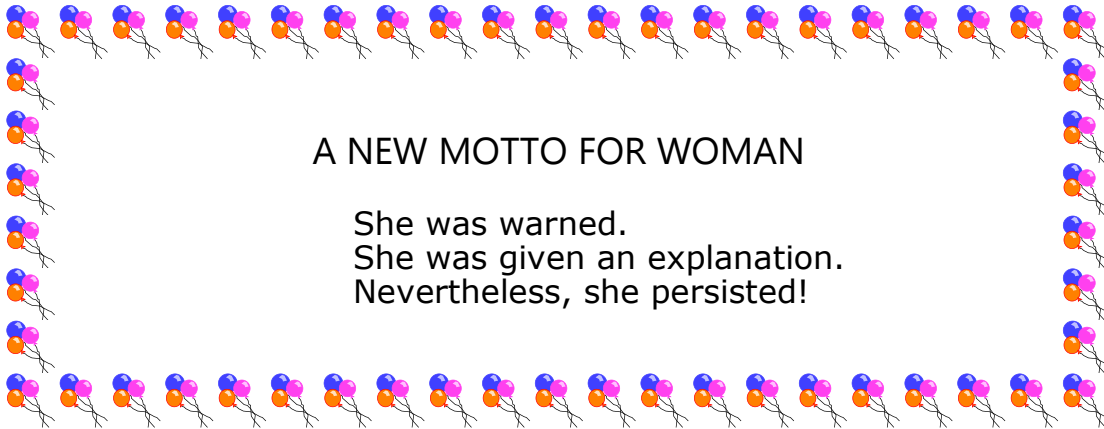 A NEW MOTTO FOR WOMAN
She was warned.
She was given an explanation.
Nevertheless, she persisted!